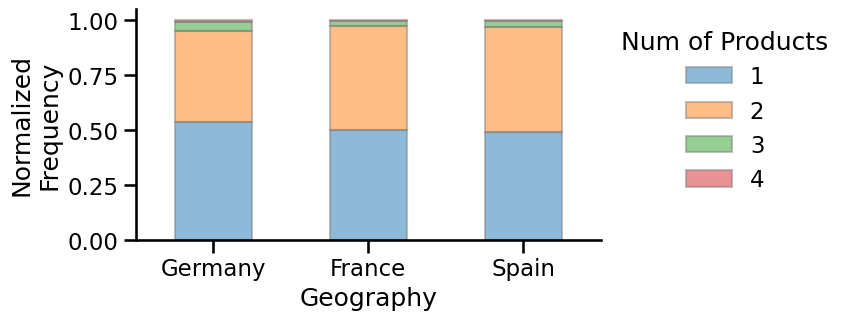 1.00
0.75
0.50
0.25
0.00
Normalized
Frequency
Germany
France
Spain
Geography
Num of Products
1
2
3
4